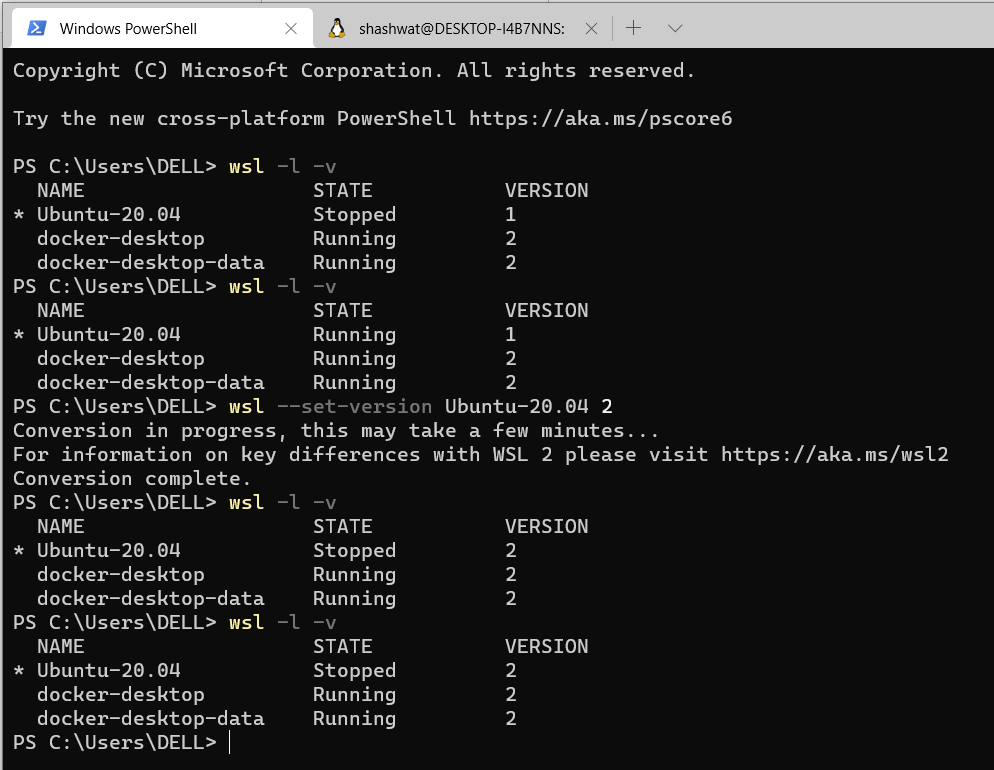 Windows PowerShell
shashwat@DESKTOP-I4B7NNS:
Copyright (C) Microsoft Corporation. All rights reserved.
Try the new cross-platform PowerShell https://aka.ms/pscore6
PS C:\Users\DELL> wsl -l -v
NAME STATE VERSION
* Ubuntu-20.04 Stopped 1
docker-desktop Running 2
docker-desktop-data Running 2
PS C:\Users\DELL> wsl -l -v
NAME STATE VERSION
* Ubuntu-20.04 Running 1
docker-desktop Running 2
docker-desktop-data Running 2
PS C:\Users\DELL> wsl --set-version Ubuntu-20.04 2
Conversion in progress, this may take a few minutes...
For information on key differences with WSL 2 please visit https://aka.ms/wsl2
Conversion complete.
PS C:\Users\DELL> wsl -l -v
NAME STATE VERSION
* Ubuntu-20.04 Stopped 2
docker-desktop Running 2
docker-desktop-data Running 2
PS C:\Users\DELL> wsl -l -v
NAME STATE VERSION
* Ubuntu-20.04 Stopped 2
docker-desktop Running 2
docker-desktop-data Running 2
PS C:\Users\DELL>